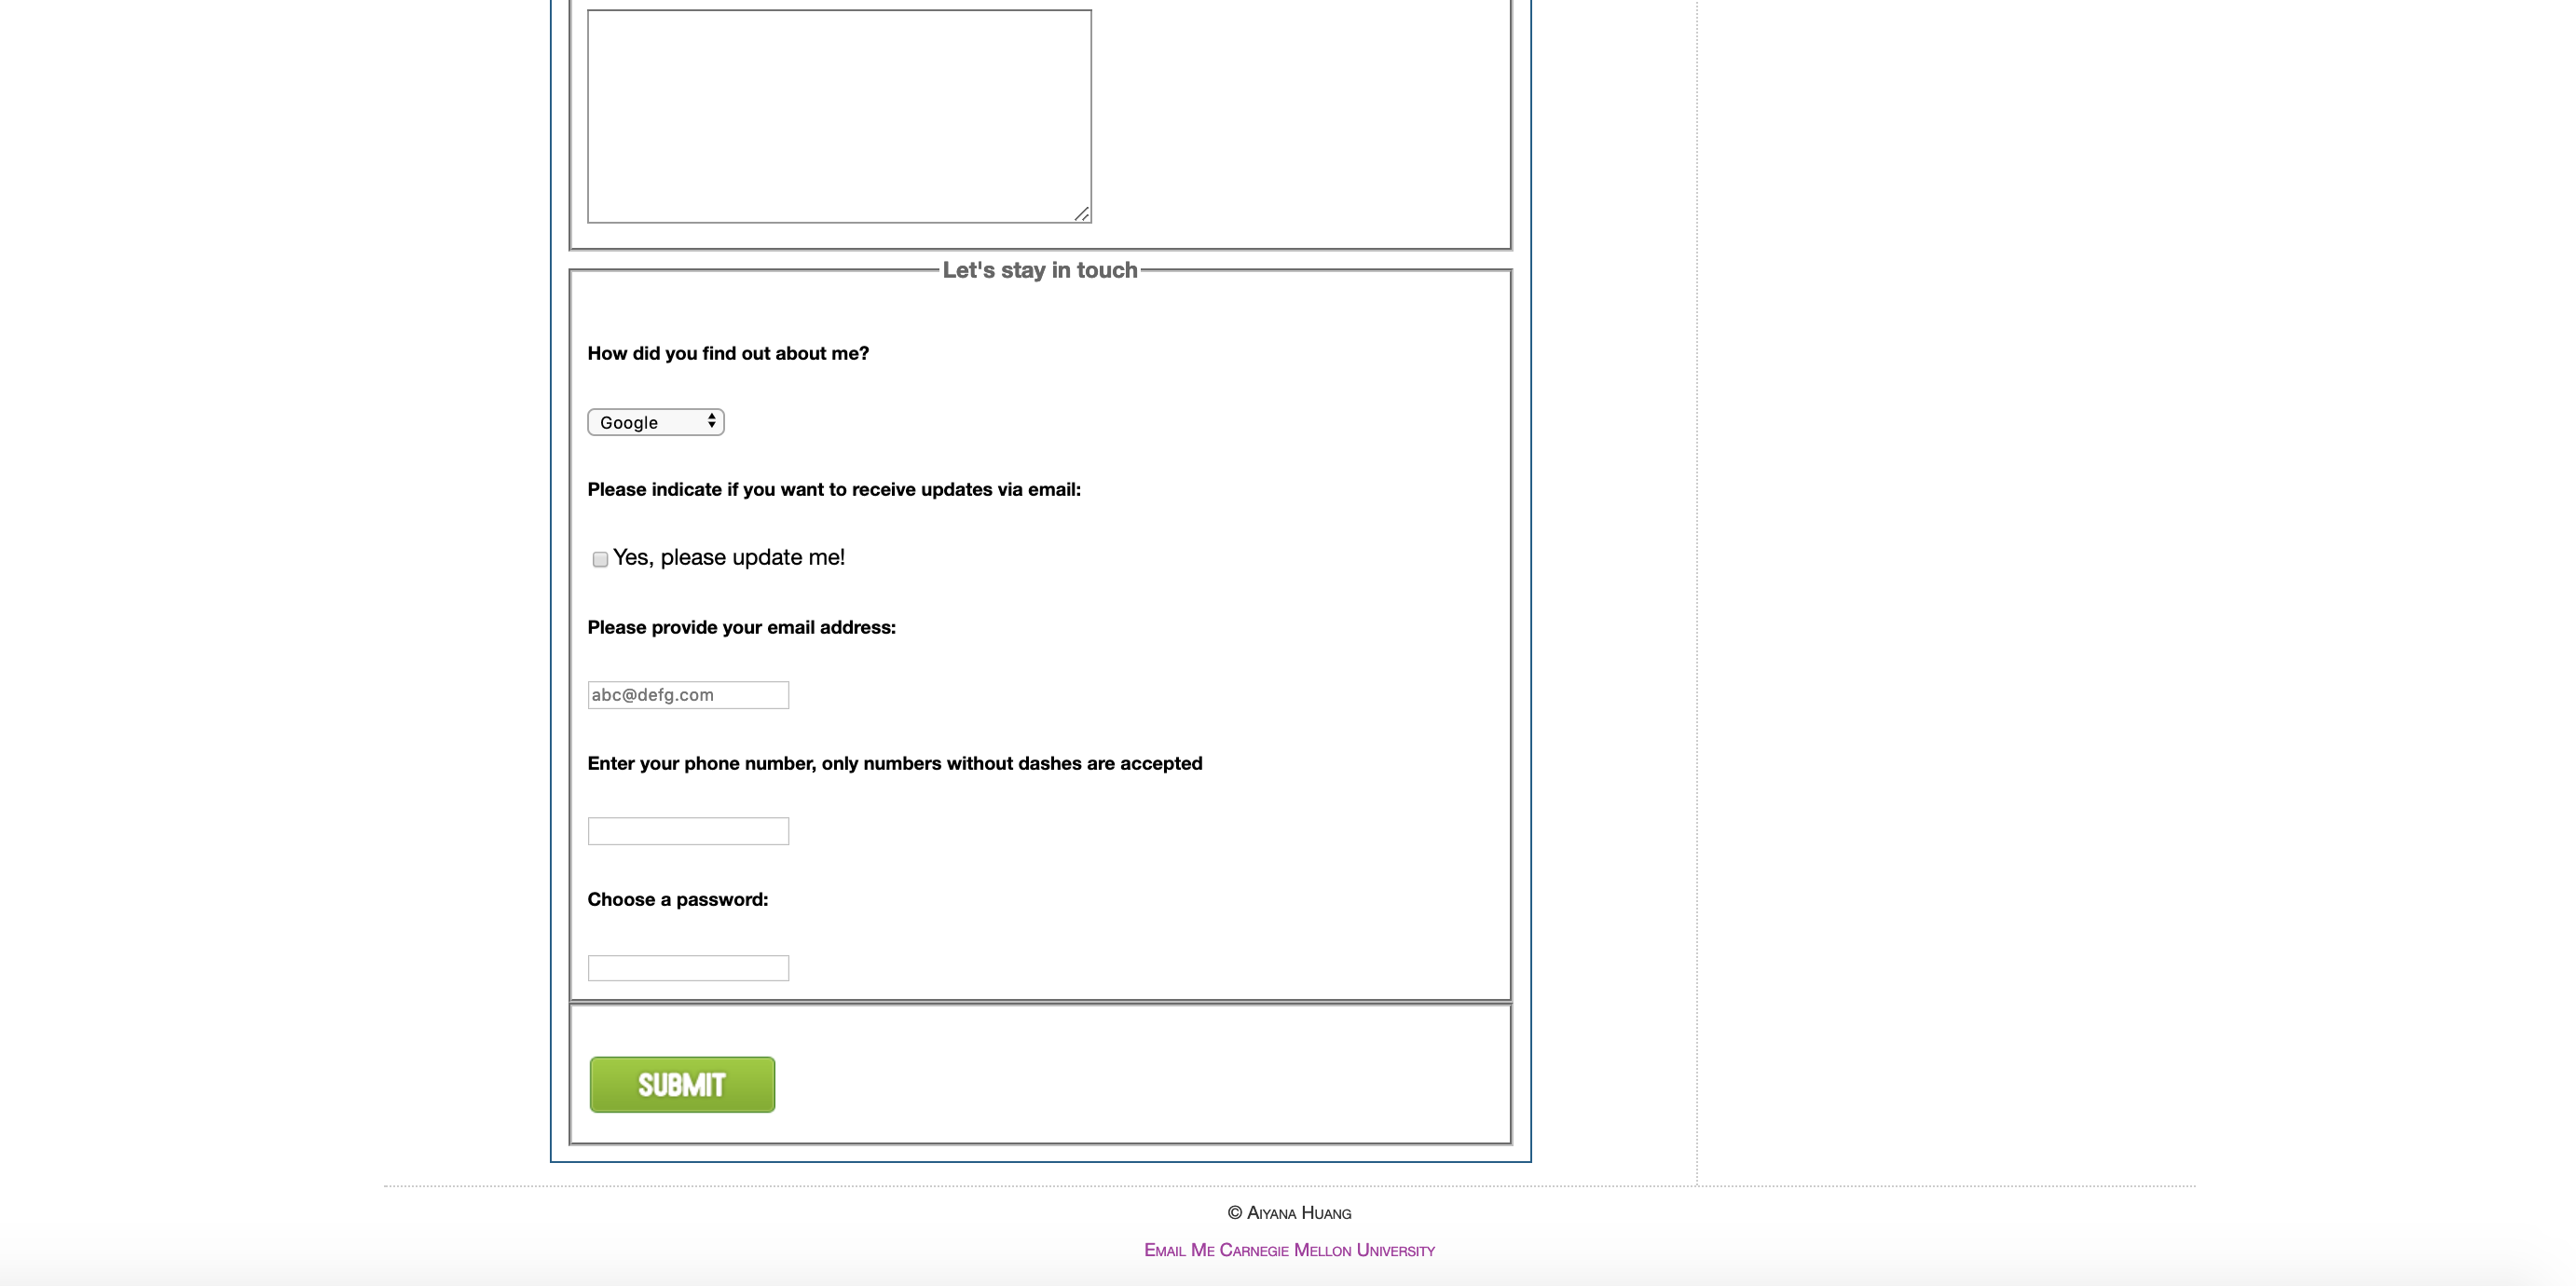 Let's stay in touch
How did you find out about me?
Google
Please indicate if you want to receive updates via email:
Yes, please update me!
Please provide your email address:
abc@defg.com
Enter your phone number, only numbers without dashes are accepted
Choose a password:
SUBMIT
© Aiyana Huang
Email Me Carnegie Mellon University